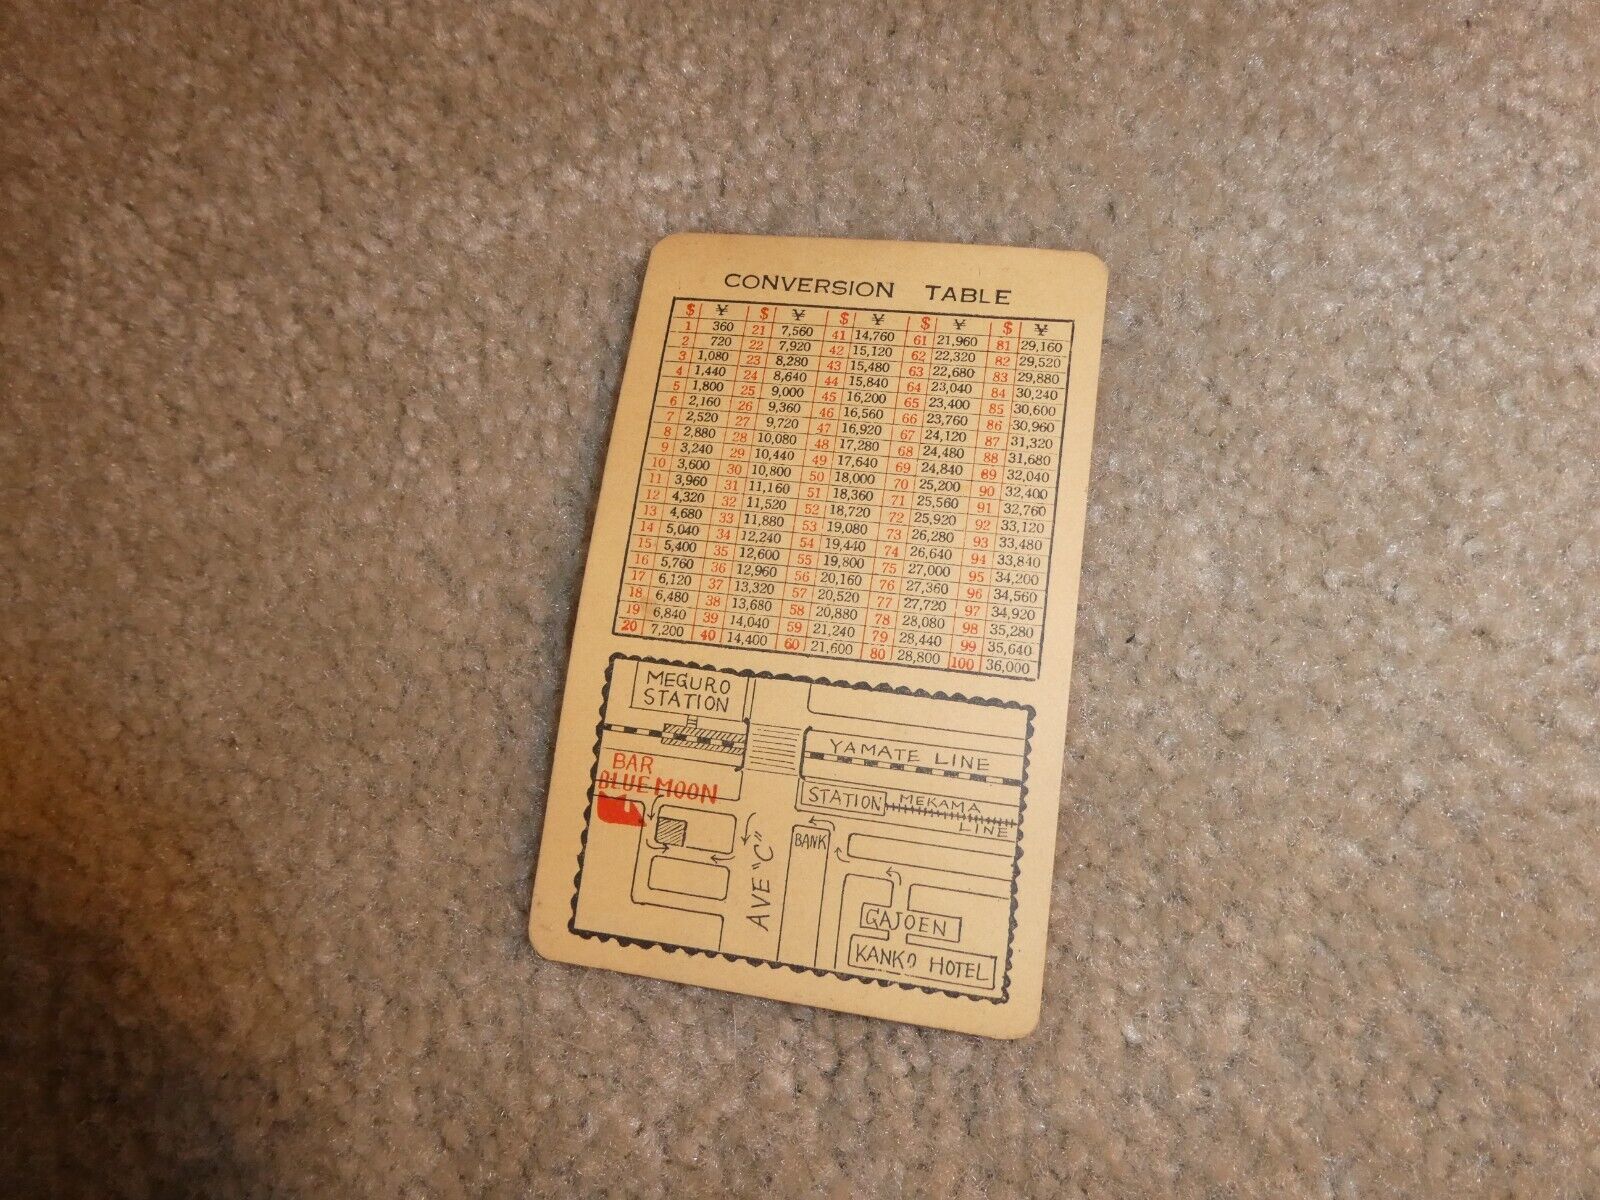 CONVERSION TABLE
$ ¥ $ ¥ $ ¥ $ ¥ $ ¥
1 360 21 7,560 41 14,760 61 21,960 81 29,160
2 720 22 7,920 42 15,120 62 22,320 82 29,520
3 1,080 23 8,280 43 15,480 63 22,680 83 29,880
4 1,440 24 8,640 44 15,840 64 23,040 84 30,240
5 1,800 25 9,000 45 16,200 65 23,400 85 30,600
6 2,160 26 9,360 46 16,560 66 23,760 86 30,960
7 2,520 27 9,720 47 16,920 67 24,120 87 31,320
8 2,880 28 10,080 48 17,280 68 24,480 88 31,680
9 3,240 29 10,440 49 17,640 69 24,840 89 32,040
10 3,600 30 10,800 50 18,000 70 25,200 90 32,400
11 3,960 31 11,160 51 18,360 71 25,560 91 32,760
12 4,320 32 11,520 52 18,720 72 25,920 92 33,120
13 4,680 33 11,880 53 19,080 73 26,280 93 33,480
14 5,040 34 12,240 54 19,440 74 26,640 94 33,840
15 5,400 35 12,600 55 19,800 75 27,000 95 34,200
16 5,760 36 12,960 56 20,160 76 27,360 96 34,560
17 6,120 37 13,320 57 20,520 77 27,720 97 34,920
18 6,480 38 13,680 58 20,880 78 28,080 98 35,280
19 6,840 39 14,040 59 21,240 79 28,440 99 35,640
20 7,200 40 14,400 60 21,600 80 28,800 100 36,000
MEGURO
STATION
YAMATE LINE
BAR
BLUE MOON
STATION
MEKAMA
LINE
BANK
AVE "C"
GAJOEN
KANKO HOTEL